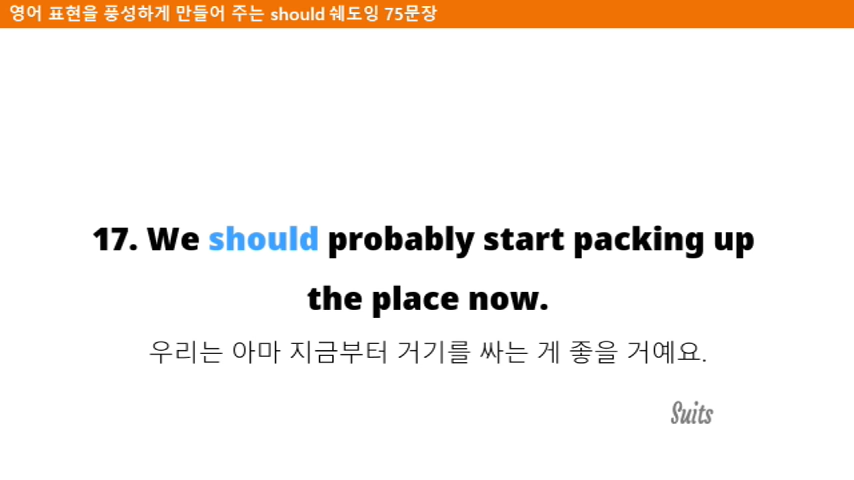 영어 표현을 풍성하게 만들어 주는 should 쉐도잉 75문장
17. We should probably start packing up
the place now.
우리는 아마 지금부터 거기를 싸는 게 좋을 거예요.
Suits